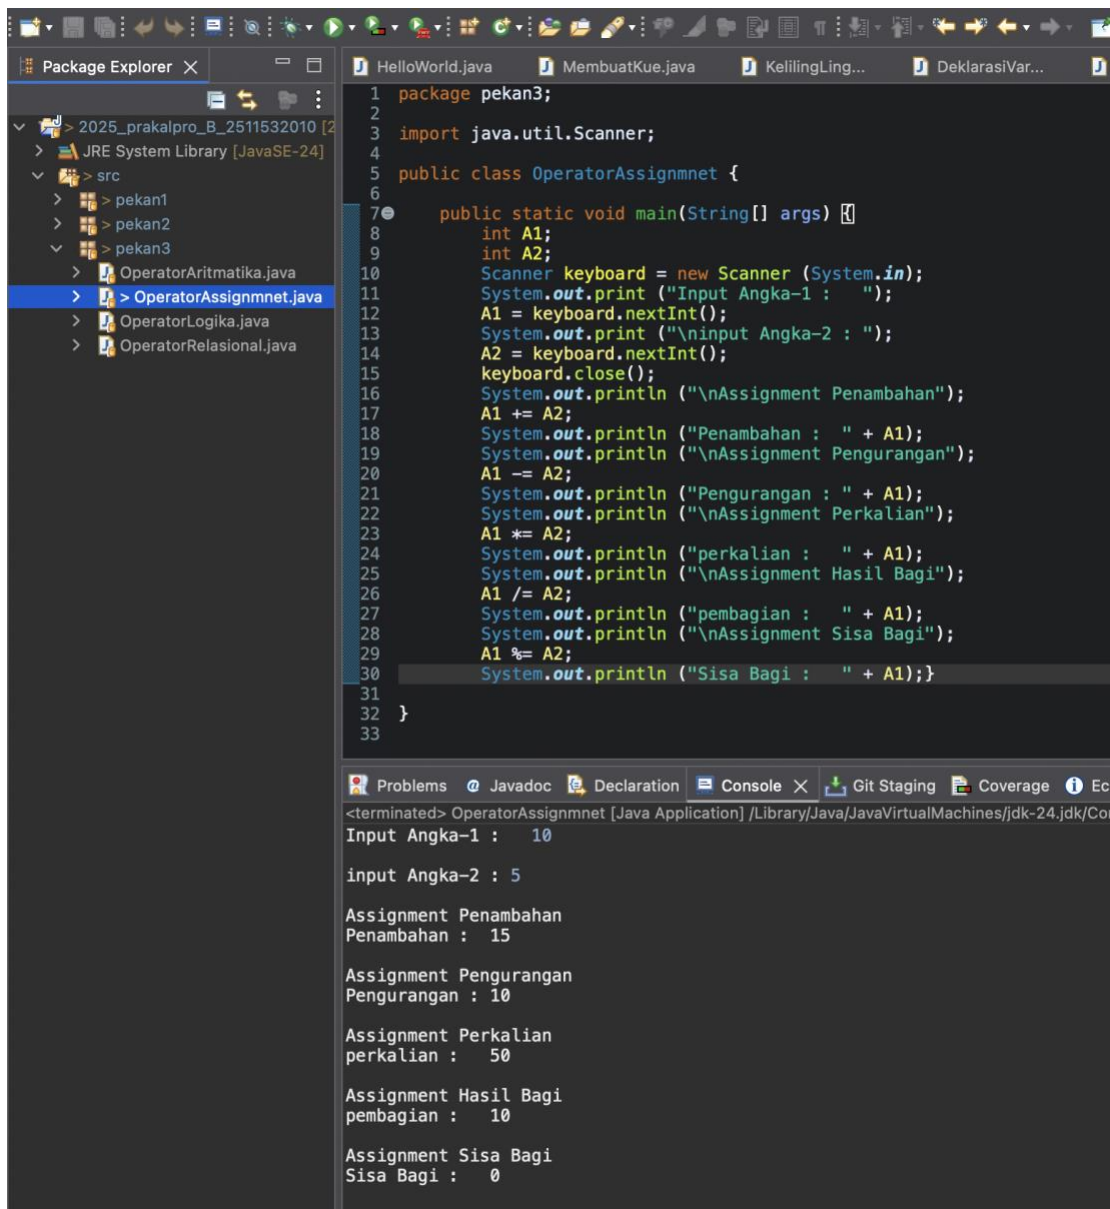 Package Explorer
HelloWorld.java MembuatKue.java KelilingLing... DeklarasiVar...
> 2025_prakalpro_B_2511532010 [2
JRE System Library [JavaSE-24]
> src
> pekan1
> pekan2
> pekan3
OperatorAritmatika.java
> OperatorAssignmnet.java
OperatorLogika.java
OperatorRelasional.java
1 package pekan3;
2
3 import java.util.Scanner;
4
5 public class OperatorAssignmnet {
6
7 public static void main(String[] args) {
8 int A1;
9 int A2;
10 Scanner keyboard = new Scanner (System.in);
11 System.out.print ("Input Angka-1 :   ");
12 A1 = keyboard.nextInt();
13 System.out.print ("\ninput Angka-2 : ");
14 A2 = keyboard.nextInt();
15 keyboard.close();
16 System.out.println ("\nAssignment Penambahan");
17 A1 += A2;
18 System.out.println ("Penambahan :  " + A1);
19 System.out.println ("\nAssignment Pengurangan");
20 A1 -= A2;
21 System.out.println ("Pengurangan : " + A1);
22 System.out.println ("\nAssignment Perkalian");
23 A1 *= A2;
24 System.out.println ("perkalian :   " + A1);
25 System.out.println ("\nAssignment Hasil Bagi");
26 A1 /= A2;
27 System.out.println ("pembagian :   " + A1);
28 System.out.println ("\nAssignment Sisa Bagi");
29 A1 %= A2;
30 System.out.println ("Sisa Bagi :   " + A1);}
31
32 }
33
Problems Javadoc Declaration Console Git Staging Coverage Ec
<terminated> OperatorAssignmnet [Java Application] /Library/Java/JavaVirtualMachines/jdk-24.jdk/Co
Input Angka-1 :   10
input Angka-2 : 5
Assignment Penambahan
Penambahan :  15
Assignment Pengurangan
Pengurangan : 10
Assignment Perkalian
perkalian :   50
Assignment Hasil Bagi
pembagian :   10
Assignment Sisa Bagi
Sisa Bagi :   0